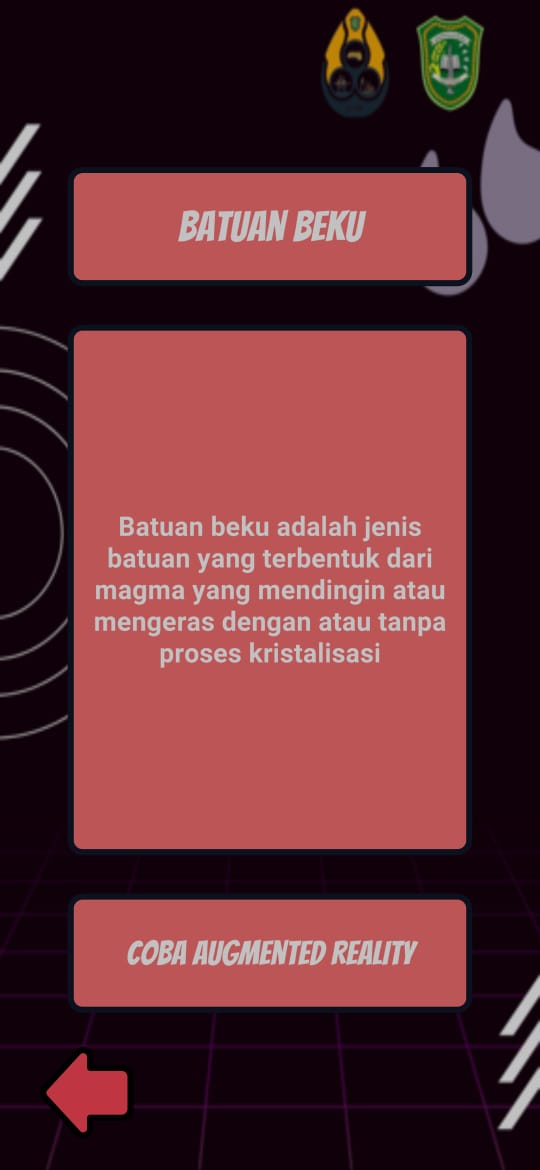 BATUAN BEKU
Batuan beku adalah jenis
batuan yang terbentuk dari
magma yang mendingin atau
mengeras dengan atau tanpa
proses kristalisasi
COBA AUGMENTED REALITY